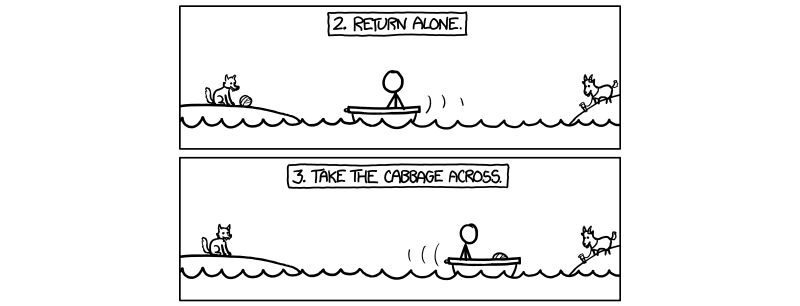 2. RETURN ALONE.
3. TAKE THE CABBAGE ACROSS.